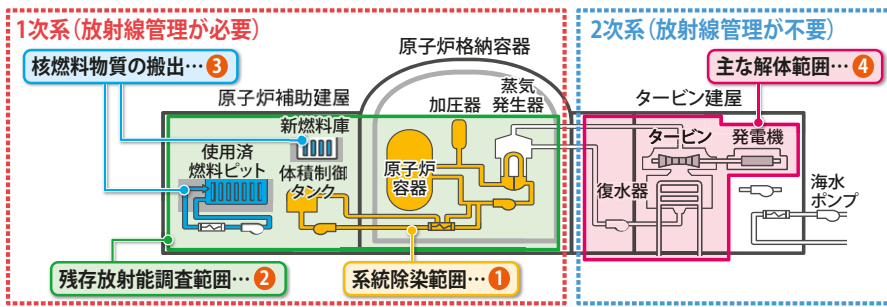 1次系（放射線管理が必要）
2次系（放射線管理が不要）
核燃料物質の搬出…3
原子炉格納容器
主な解体範囲…4
原子炉補助建屋
加圧器
蒸気
発生器
タービン建屋
新燃料庫
タービン
発電機
使用済
燃料ピット
体積制御
タンク
原子炉
容器
復水器
海水
ポンプ
残存放射能調査範囲…2
系統除染範囲…1